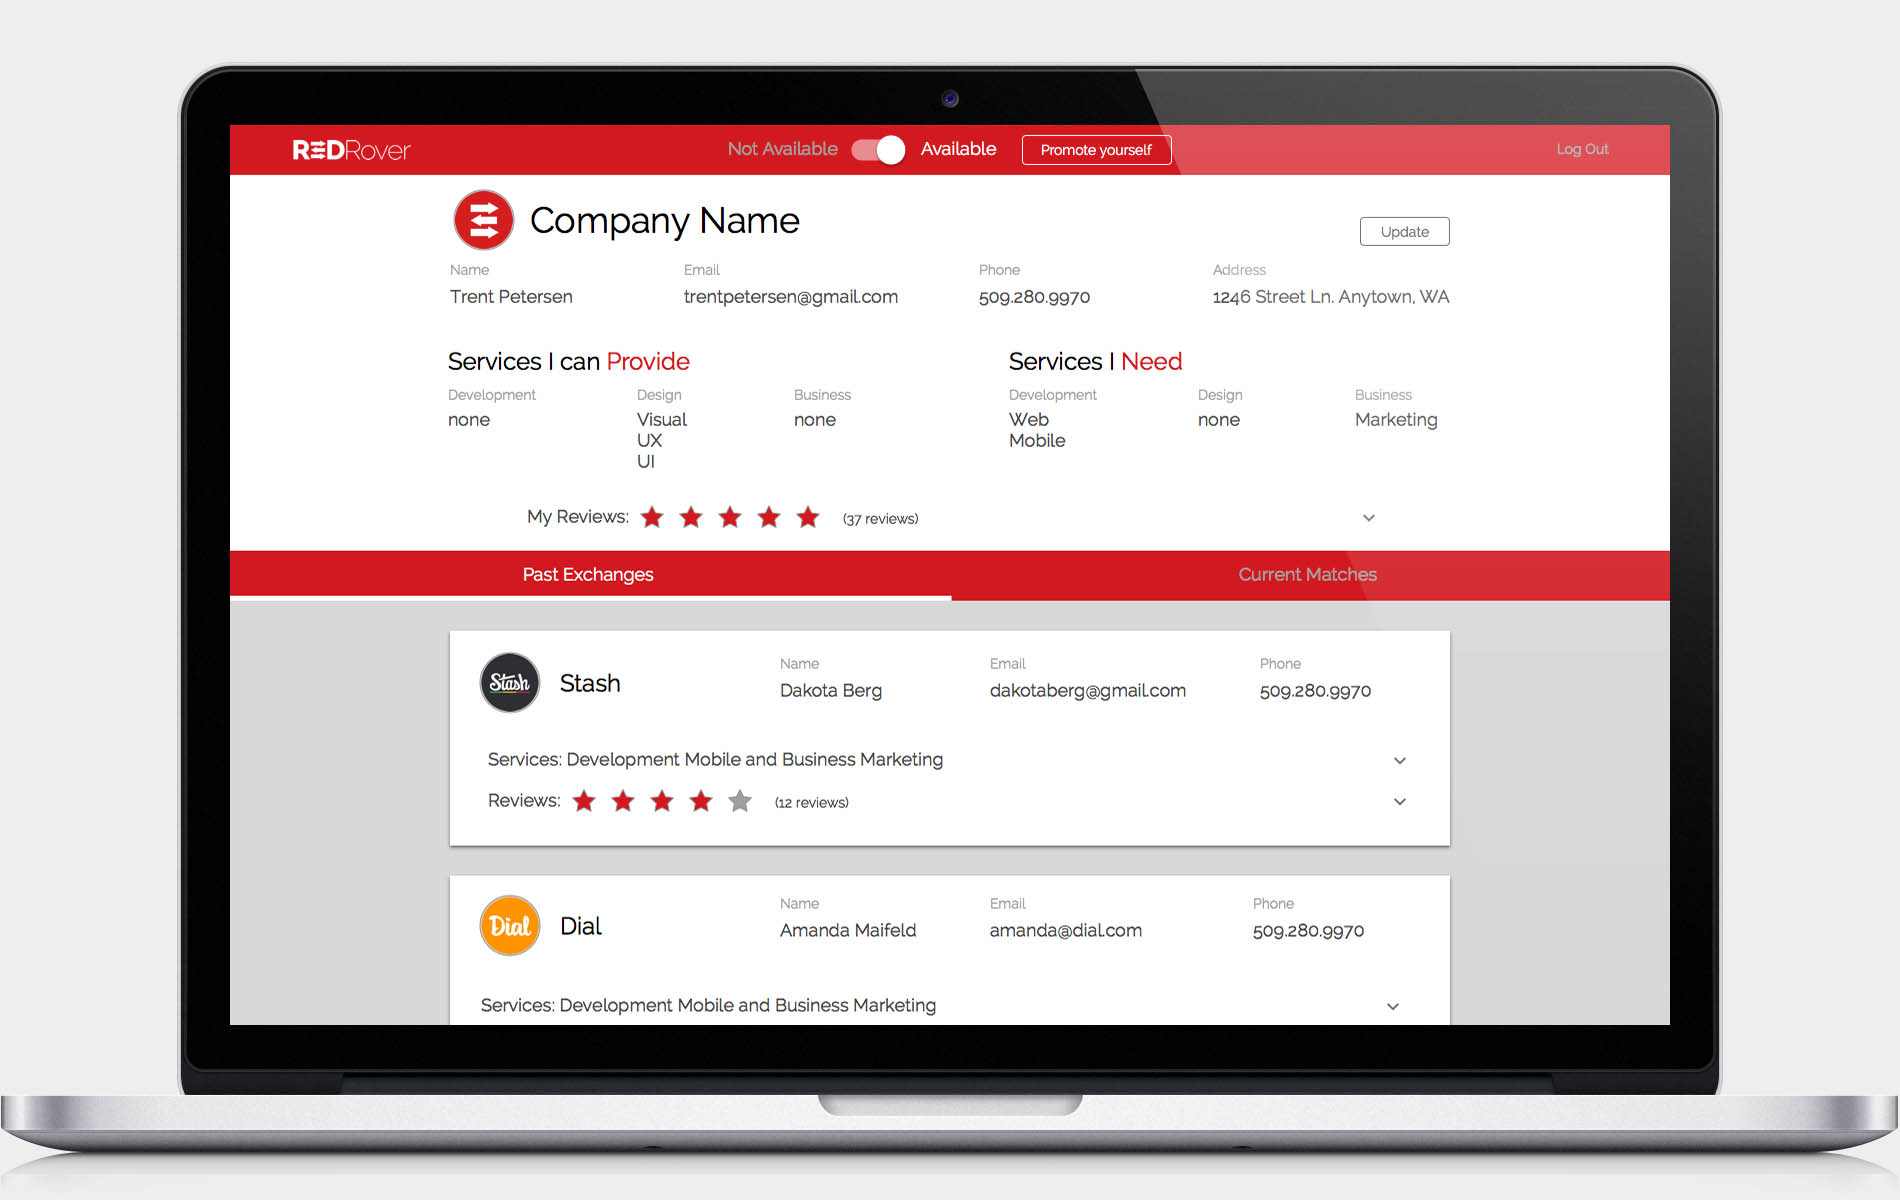 REDRover
Not Available
Available
Promote yourself
Log Out
Company Name
Update
Name
Email
Phone
Address
Trent Petersen
trentpetersen@gmail.com
509.280.9970
1246 Street Ln. Anytown, WA
Services I can Provide
Services I Need
Development
Design
Business
Development
Design
Business
none
Visual
none
Web
none
Marketing
UX
Mobile
UI
My Reviews:
(37 reviews)
Past Exchanges
Current Matches
Stash
Stash
Name
Email
Phone
Dakota Berg
dakotaberg@gmail.com
509.280.9970
Services: Development Mobile and Business Marketing
Reviews:
(12 reviews)
Dial
Dial
Name
Email
Phone
Amanda Maifeld
amanda@dial.com
509.280.9970
Services: Development Mobile and Business Marketing